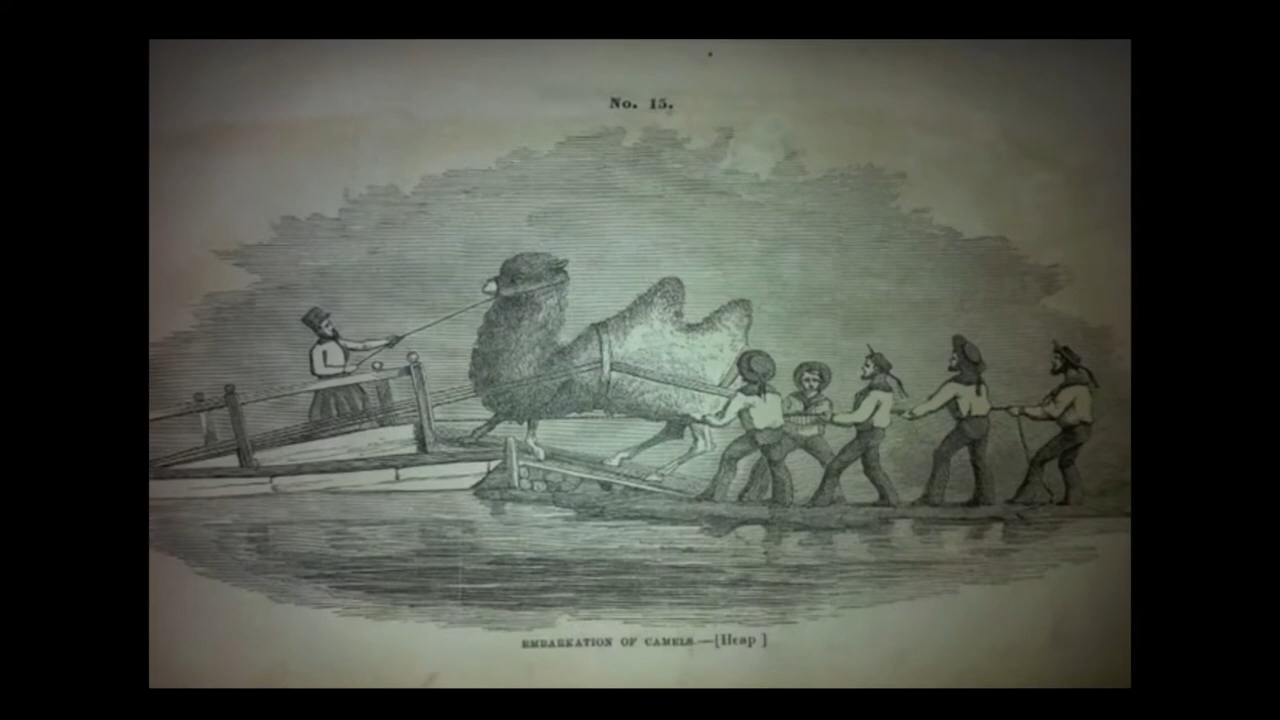 No. 15.
EMBARKATION OF CAMELS.—[Heap ]